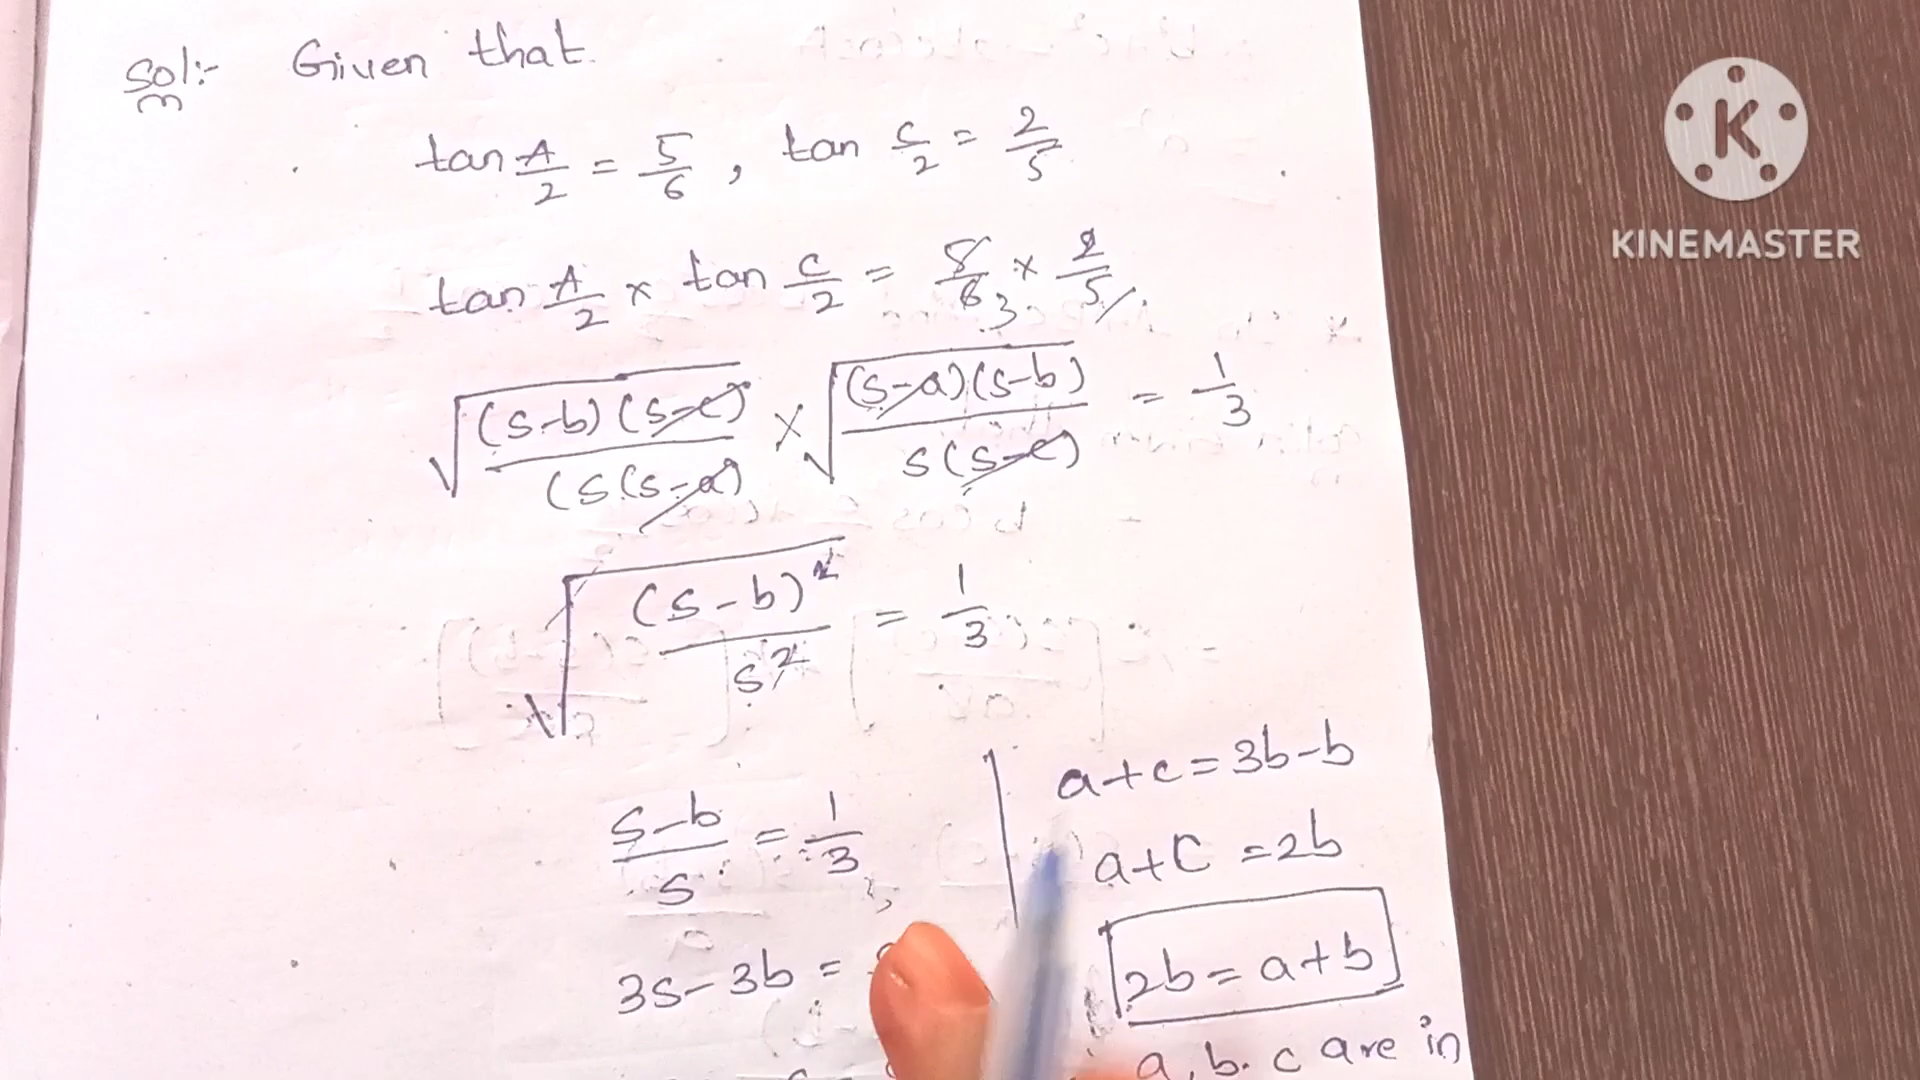 Sol:- Given that.
tan A/2 = 5/6, tan C/2 = 2/5
tan A/2 × tan C/2 = 5/6 3 × 2/5
√((s-b)(s-c)/(s(s-a)) × √((s-a)(s-b)/s(s-c)) = 1/3
√((s-b)²/s²) = 1/3
s-b/s = 1/3
3s-3b =
a+c=3b-b
a+c=2b
2b=a+b
a, b. c are in
K
KINEMASTER